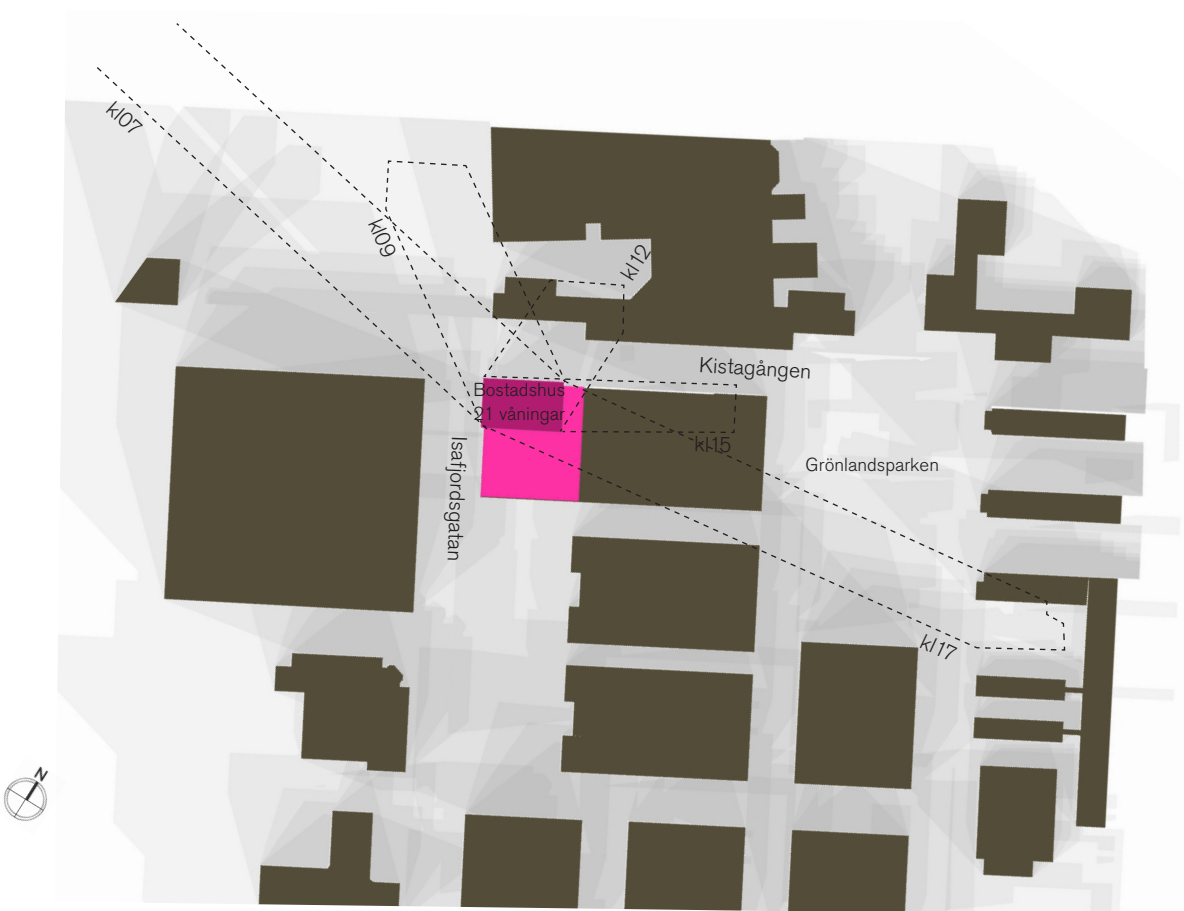 kl07
kl09
kl12
Kistagången
Bostadshus
21 våningar
kl15
Isafjordsgatan
Grönlandsparken
kl17
N